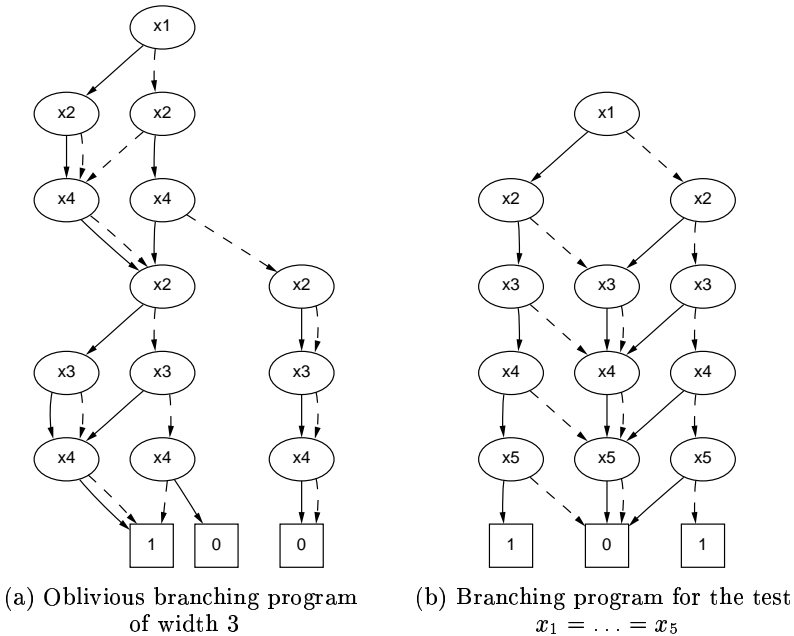 x1
x2 x2
x4 x4
x2 x2
x3 x3 x3
x4 x4 x4
1 0 0
(a) Oblivious branching program
of width 3
x1
x2 x2
x3 x3 x3
x4 x4 x4
x5 x5 x5
1 0 1
(b) Branching program for the test
x₁ = … = x₅